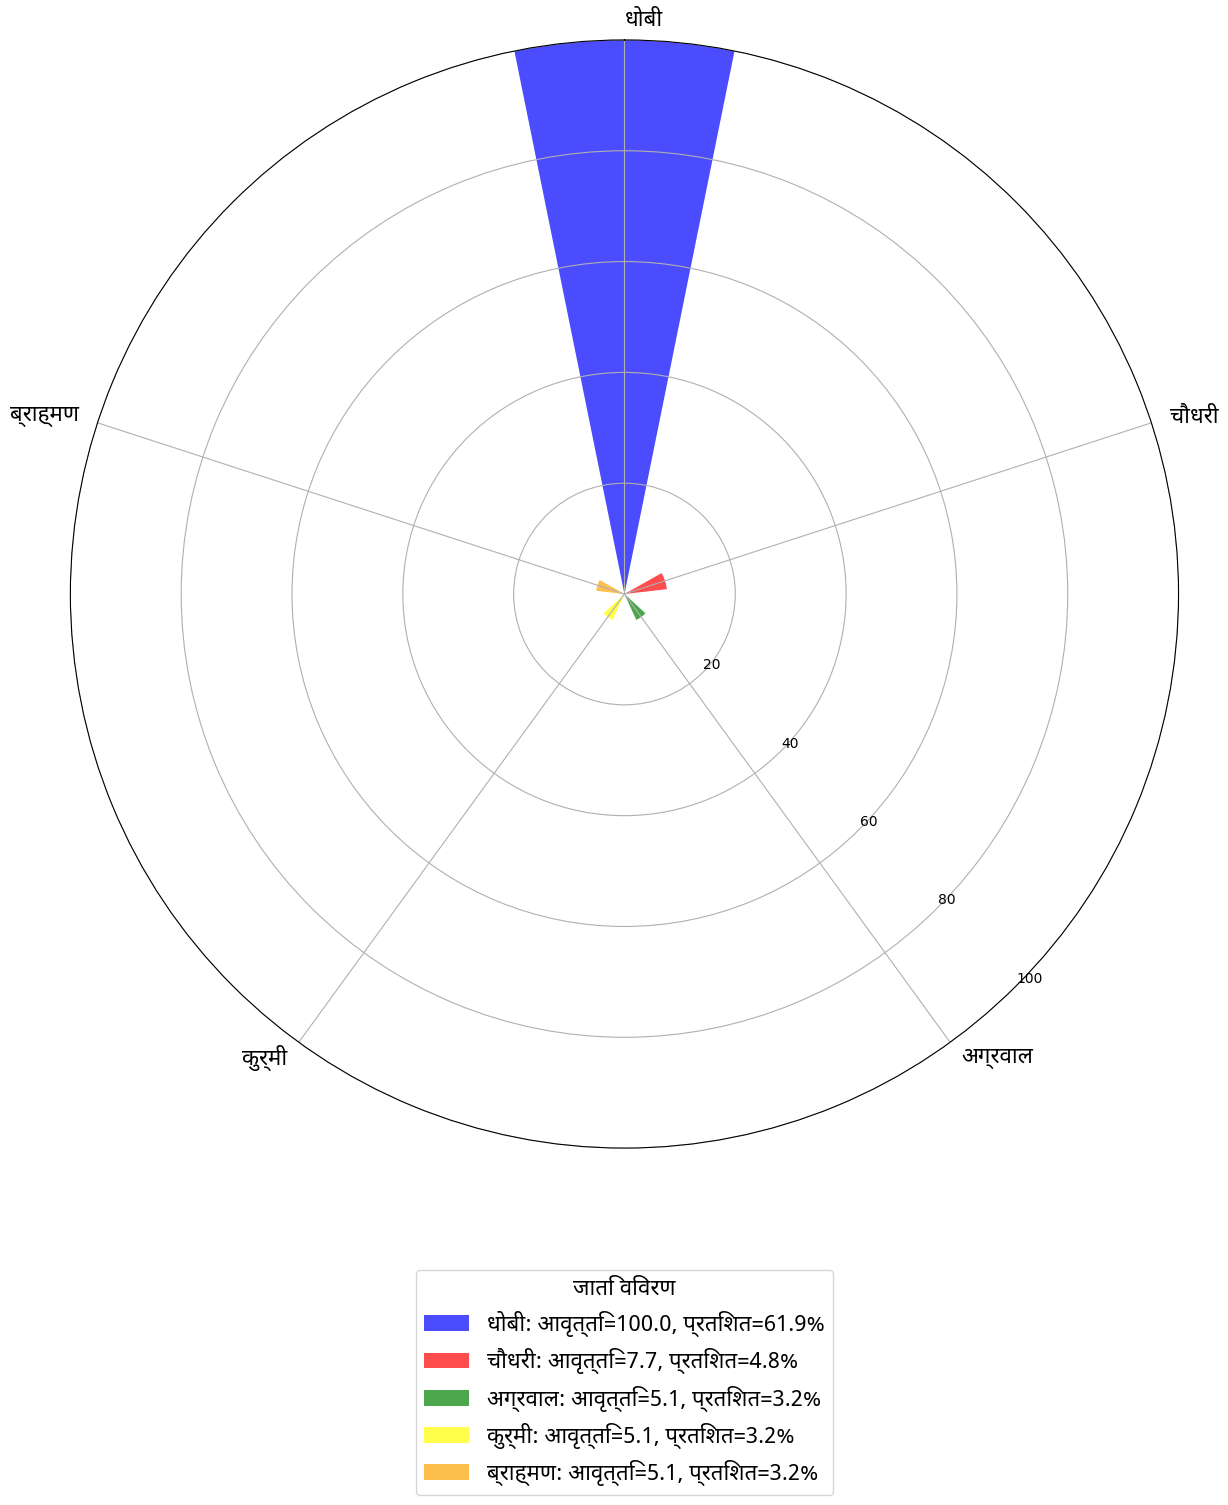 धोबी
ब्राह्मण
चौधरी
20
40
60
80
100
कुर्मी
अग्रवाल
जाति विवरण
धोबी: आवृत्ति=100.0, प्रतिशत=61.9%
चौधरी: आवृत्ति=7.7, प्रतिशत=4.8%
अग्रवाल: आवृत्ति=5.1, प्रतिशत=3.2%
कुर्मी: आवृत्ति=5.1, प्रतिशत=3.2%
ब्राह्मण: आवृत्ति=5.1, प्रतिशत=3.2%